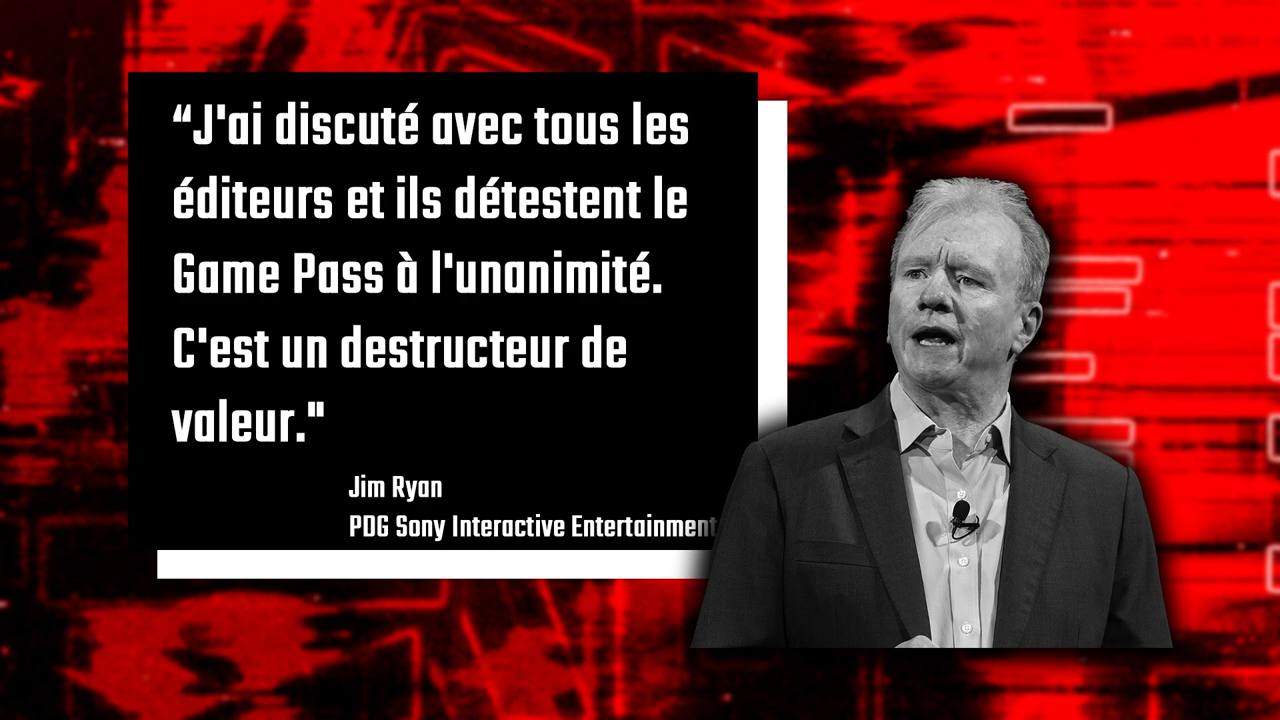 “J'ai discuté avec tous les
éditeurs et ils détestent le
Game Pass à l'unanimité.
C'est un destructeur de
valeur."
Jim Ryan
PDG Sony Interactive Entertainment